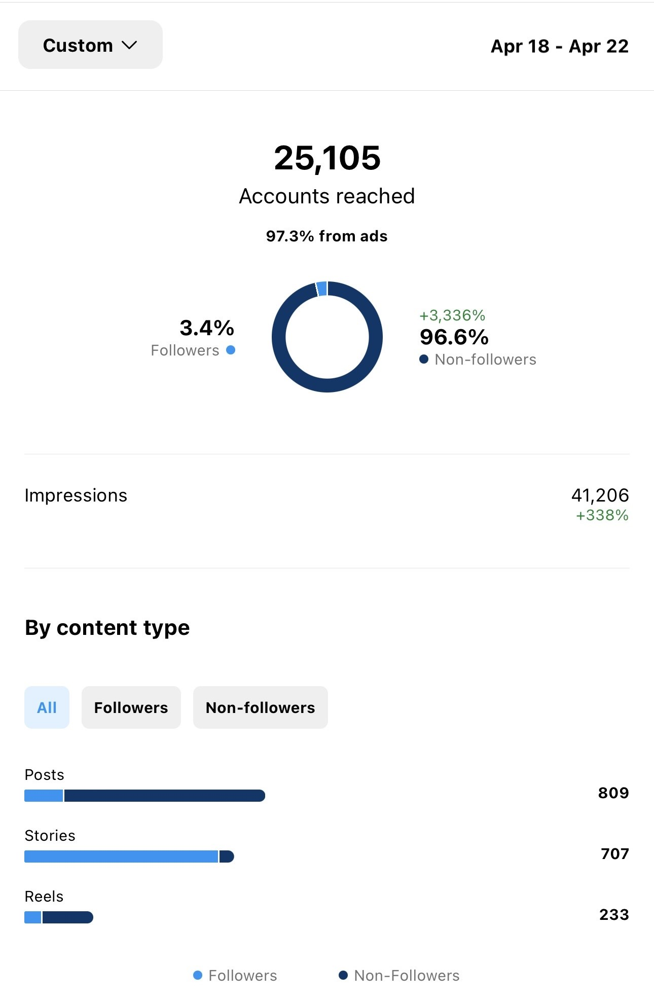 Custom
Apr 18 - Apr 22
25,105
Accounts reached
97.3% from ads
3.4%
Followers
+3,336%
96.6%
Non-followers
Impressions
41,206
+338%
By content type
All
Followers
Non-followers
Posts
809
Stories
707
Reels
233
Followers
Non-Followers